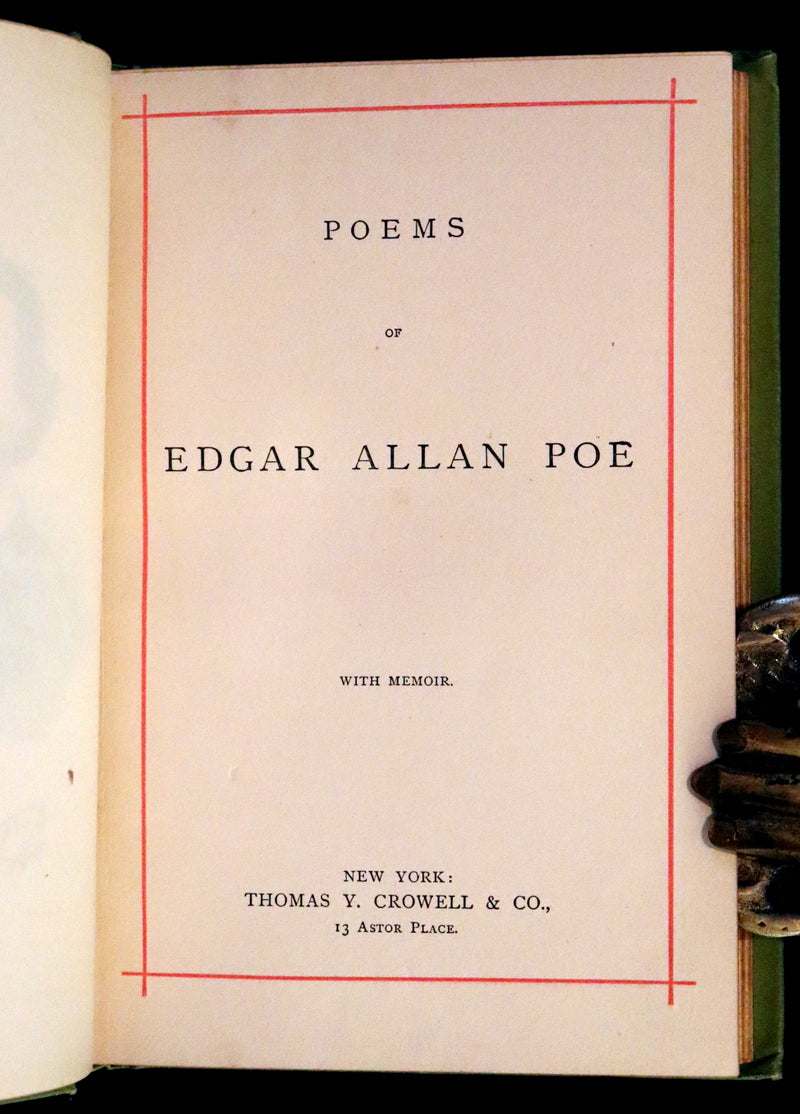 POEMS
OF
EDGAR ALLAN POE
WITH MEMOIR.
NEW YORK:
THOMAS Y. CROWELL & CO.,
13 ASTOR PLACE.